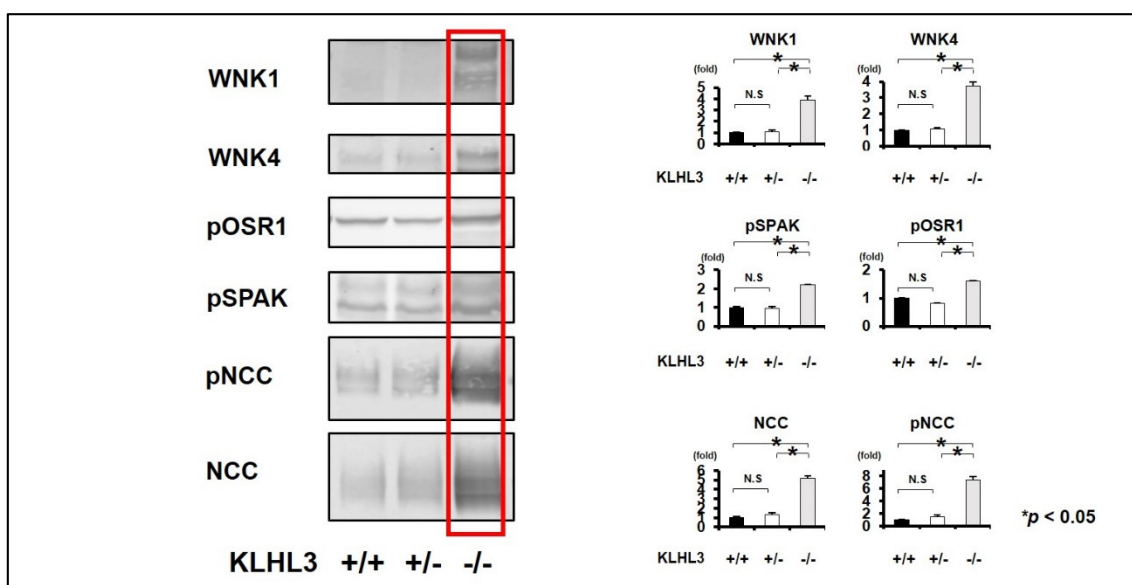 WNK1
WNK4
pOSR1
pSPAK
pNCC
NCC
KLHL3 +/+ +/- -/-
WNK1
(fold)
*
*
N.S
5
4
3
2
1
0
KLHL3 +/+ +/- -/-
WNK4
(fold)
*
*
N.S
4
3
2
1
0
+/+ +/- -/-
pSPAK
(fold)
*
*
N.S
3
2
1
0
KLHL3 +/+ +/- -/-
pOSR1
(fold)
*
*
N.S
2
1
0
+/+ +/- -/-
NCC
(fold)
*
*
N.S
6
5
4
3
2
1
0
KLHL3 +/+ +/- -/-
pNCC
(fold)
*
*
N.S
8
6
4
2
0
+/+ +/- -/-
*p < 0.05